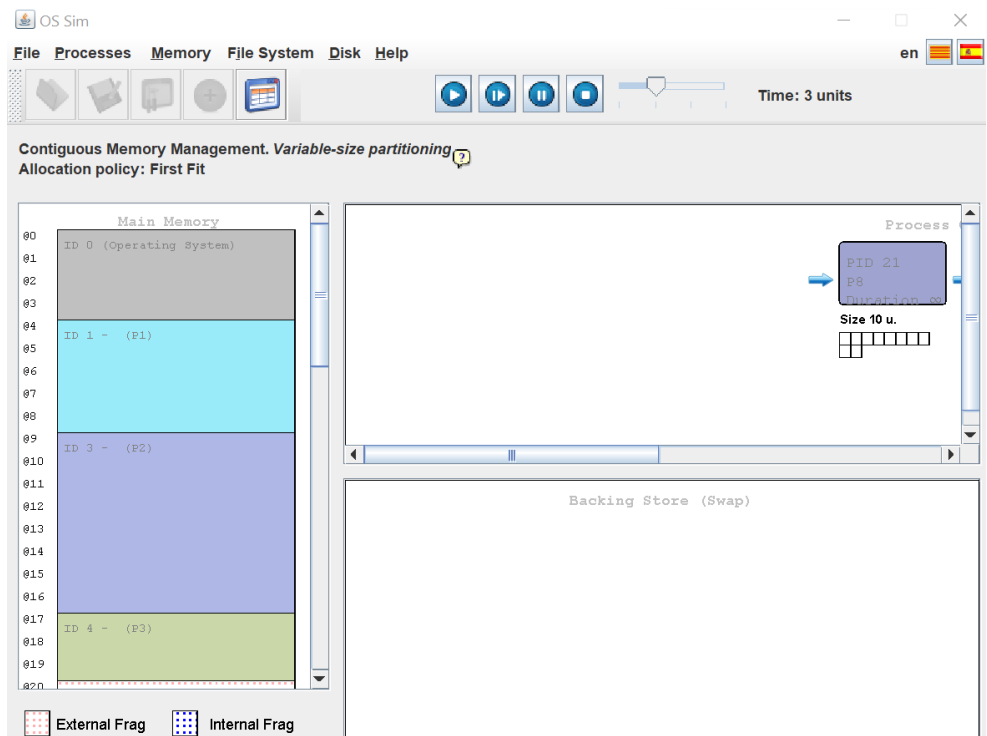 OS Sim
File Processes Memory File System Disk Help en
Time: 3 units
Contiguous Memory Management. Variable-size partitioning
Allocation policy: First Fit
Main Memory
@0
ID 0 (Operating System)
@1
@2
@3
@4
ID 1 - (P1)
@5
@6
@7
@8
@9
ID 3 - (P2)
@10
@11
@12
@13
@14
@15
@16
@17
ID 4 - (P3)
@18
@19
@20
External Frag Internal Frag
Process
PID 21
P8
Duration ∞
Size 10 u.
Backing Store (Swap)